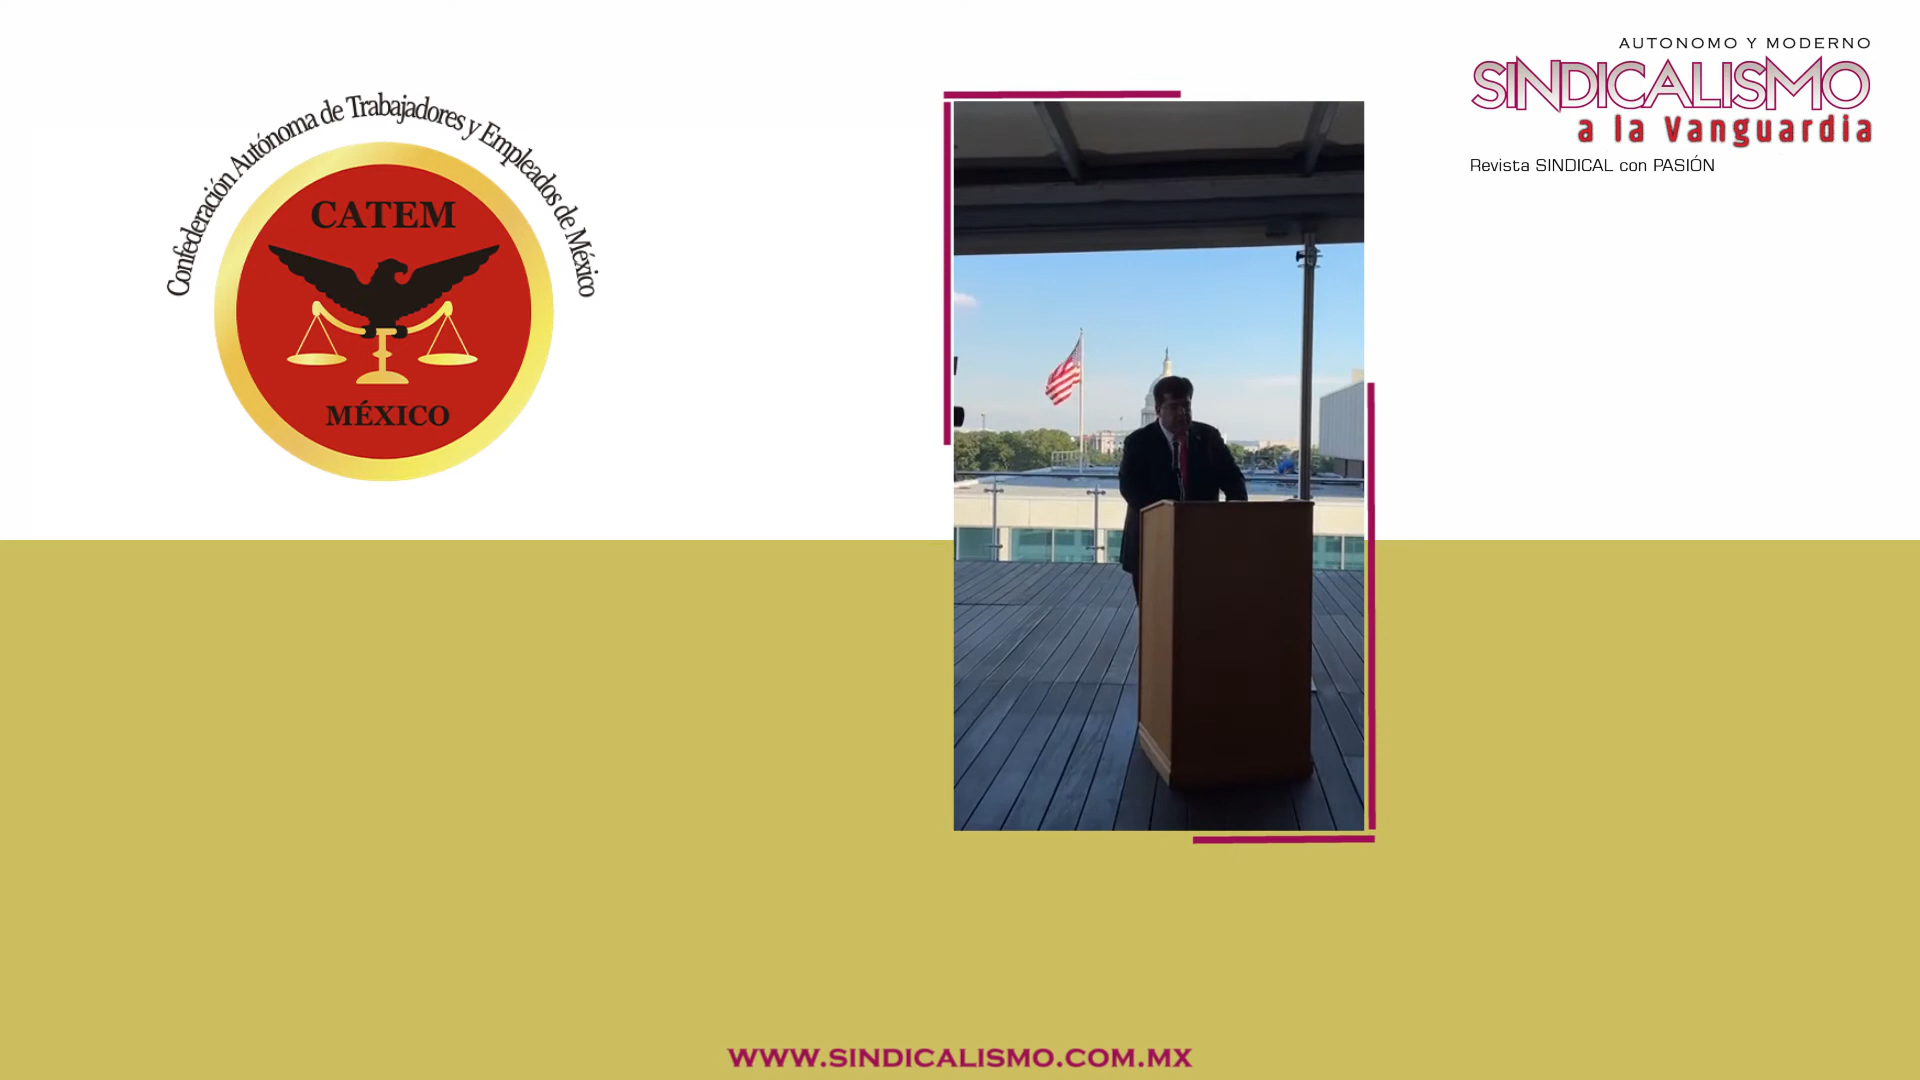 Confederación Autónoma de Trabajadores y Empleados de México
CATEM
MÉXICO
AUTONOMO Y MODERNO
SINDICALISMO
a la Vanguardia
Revista SINDICAL con PASIÓN
WWW.SINDICALISMO.COM.MX